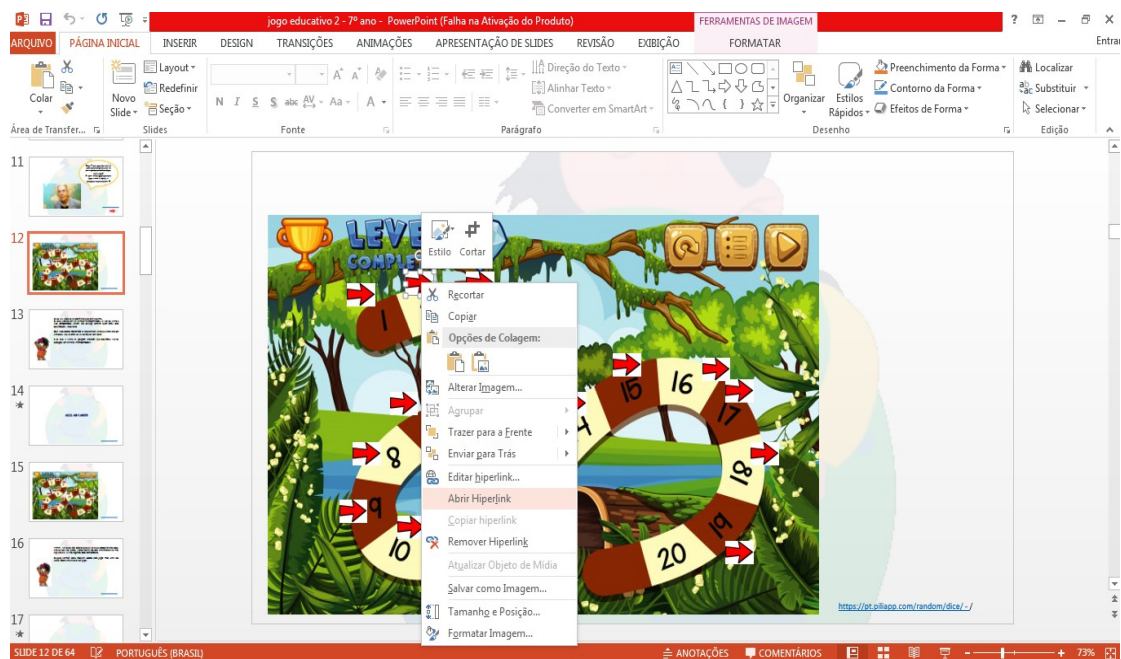 jogo educativo 2 - 7º ano - PowerPoint (Falha na Ativação do Produto)
FERRAMENTAS DE IMAGEM
ARQUIVO PÁGINA INICIAL INSERIR DESIGN TRANSIÇÕES ANIMAÇÕES APRESENTAÇÃO DE SLIDES REVISÃO EXIBIÇÃO FORMATAR
Entrar
Colar
Novo Slide
Layout
Redefinir
Seção
N I S S abc AV Aa A
Direção do Texto
Alinhar Texto
Converter em SmartArt
Organizar
Estilos Rápidos
Preenchimento da Forma
Contorno da Forma
Efeitos de Forma
Localizar
Substituir
Selecionar
Área de Transfer... Slides Fonte Parágrafo Desenho Edição
11
12
13
14
15
16
17
LEVE
COMPLE
Estilo Cortar
Recortar
Copiar
Opções de Colagem:
Alterar Imagem...
Agrupar
Trazer para a Frente
Enviar para Trás
Editar hiperlink...
Abrir Hiperlink
Copiar hiperlink
Remover Hiperlink
Atualizar Objeto de Mídia
Salvar como Imagem...
Tamanho e Posição...
Formatar Imagem...
1
8
9
10
4
15
16
17
18
19
20
https://pt.piliapp.com/random/dice/ - /
SLIDE 12 DE 64 PORTUGUÊS (BRASIL) ANOTAÇÕES COMENTÁRIOS 73%